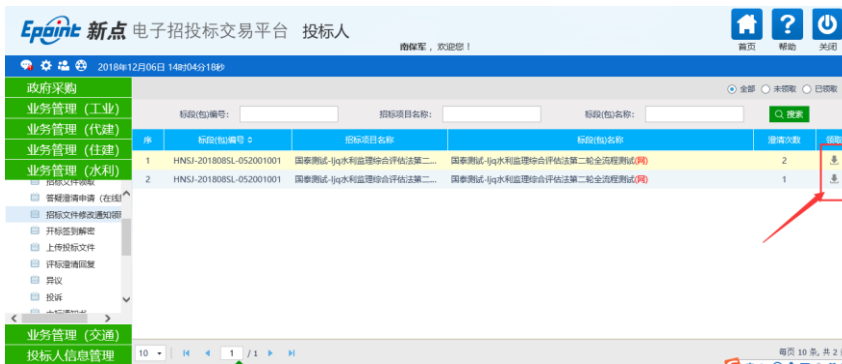 Epoint 新点 电子招投标交易平台 投标人
南保军，欢迎您！
首页 帮助 关闭
2018年12月06日 14时04分18秒
政府采购
全部 未领取 已领取
业务管理（工业）
标段(包)编号: 招标项目名称: 标段(包)名称: 搜索
业务管理（代建）
序 标段(包)编号 招标项目名称 标段(包)名称 澄清次数 领取
业务管理（住建）
1 HNSJ-201808SL-052001001 国泰测试-ljq水利监理综合评估法第二... 国泰测试-ljq水利监理综合评估法第二轮全流程测试(网) 2
业务管理（水利）
2 HNSJ-201808SL-052001001 国泰测试-ljq水利监理综合评估法第二... 国泰测试-ljq水利监理综合评估法第二轮全流程测试(网) 1
招标文件领取
答疑澄清申请（在线
招标文件修改通知领
开标签到解密
上传投标文件
评标澄清回复
异议
投诉
中标通知书
业务管理（交通）
投标人信息管理
10 1 / 1 每页 10 条, 共 2